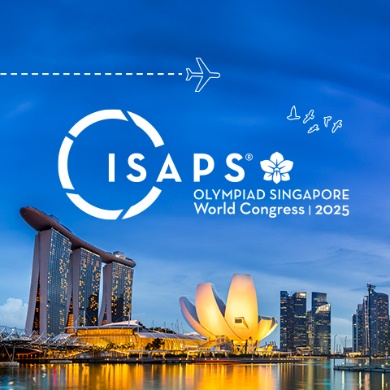 ISAPS®
OLYMPIAD SINGAPORE
World Congress | 2025